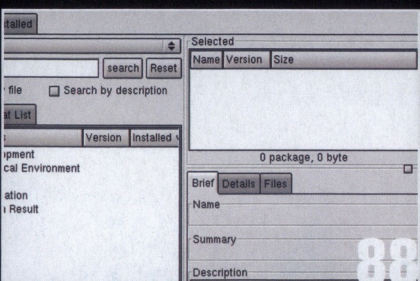 talled
search Reset
file Search by description
at List
Version Installed v
opment
cal Environment
ation
Result
Selected
Name Version Size
0 package, 0 byte
Brief Details Files
Name
Summary
Description
88